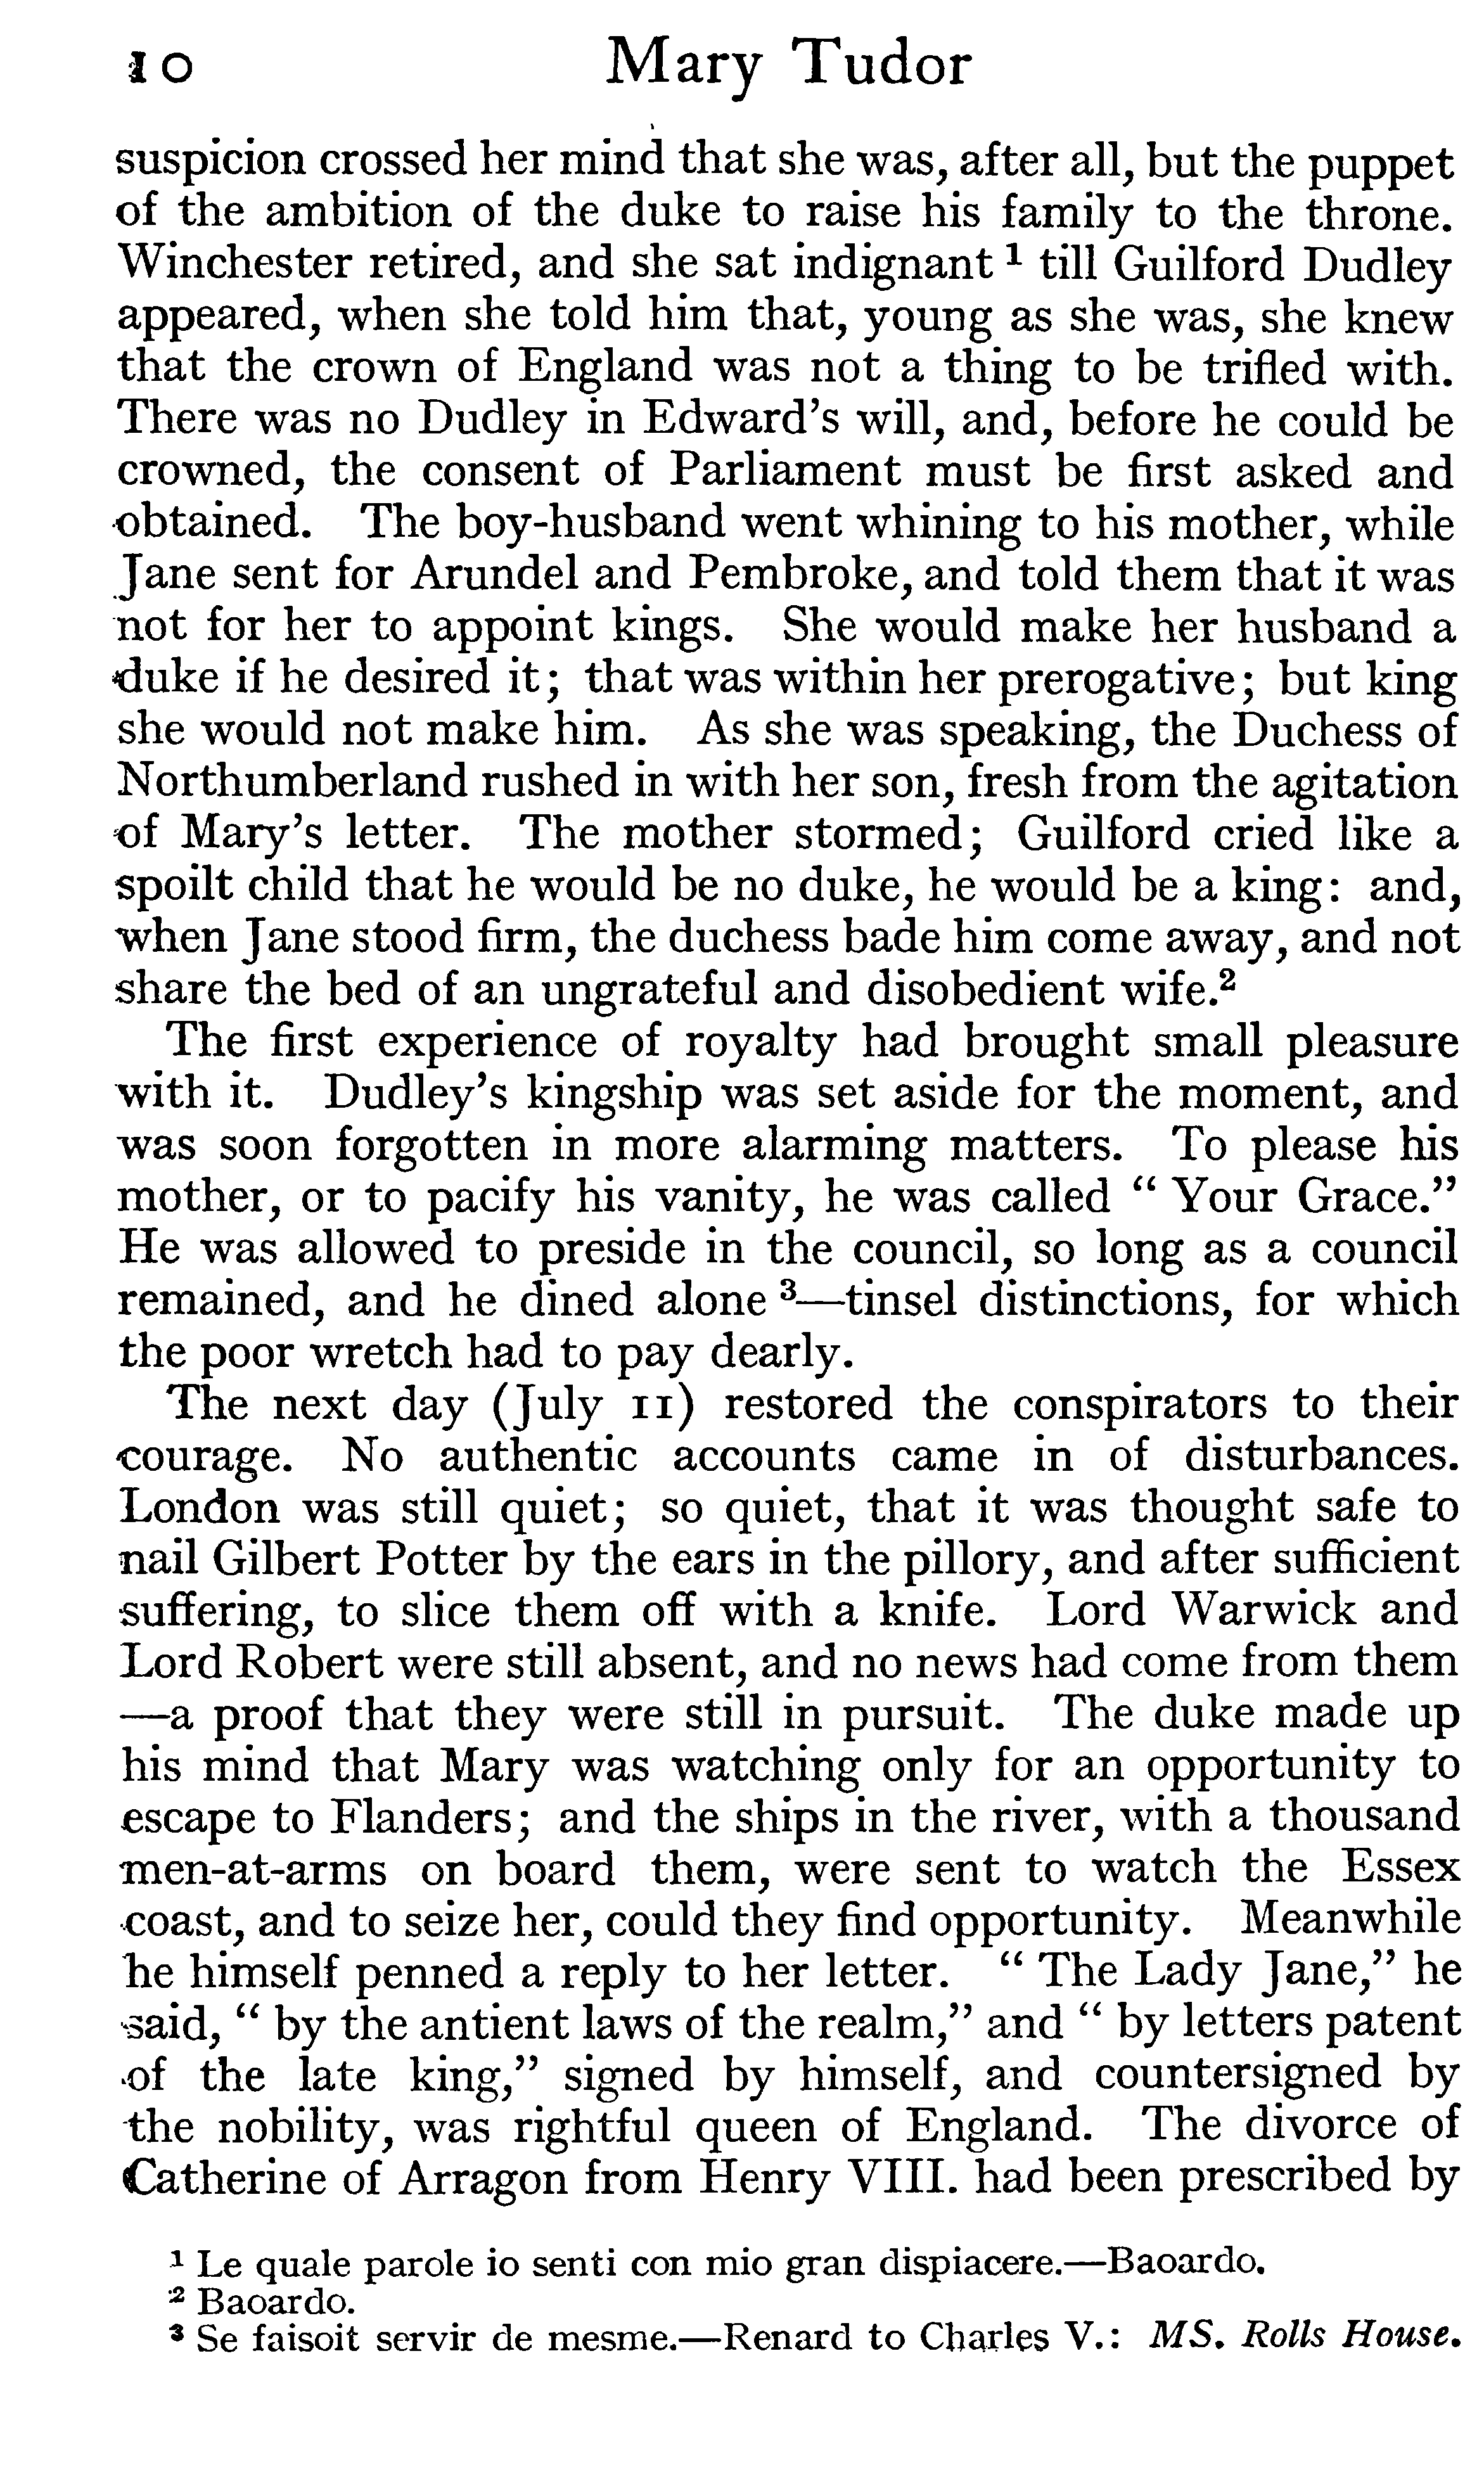 10 Mary Tudor
suspicion crossed her mind that she was, after all, but the puppet
of the ambition of the duke to raise his family to the throne.
Winchester retired, and she sat indignant ¹ till Guilford Dudley
appeared, when she told him that, young as she was, she knew
that the crown of England was not a thing to be trifled with.
There was no Dudley in Edward's will, and, before he could be
crowned, the consent of Parliament must be first asked and
obtained. The boy-husband went whining to his mother, while
Jane sent for Arundel and Pembroke, and told them that it was
not for her to appoint kings. She would make her husband a
duke if he desired it; that was within her prerogative; but king
she would not make him. As she was speaking, the Duchess of
Northumberland rushed in with her son, fresh from the agitation
of Mary's letter. The mother stormed; Guilford cried like a
spoilt child that he would be no duke, he would be a king: and,
when Jane stood firm, the duchess bade him come away, and not
share the bed of an ungrateful and disobedient wife.²
The first experience of royalty had brought small pleasure
with it. Dudley's kingship was set aside for the moment, and
was soon forgotten in more alarming matters. To please his
mother, or to pacify his vanity, he was called "Your Grace."
He was allowed to preside in the council, so long as a council
remained, and he dined alone ³—tinsel distinctions, for which
the poor wretch had to pay dearly.
The next day (July 11) restored the conspirators to their
courage. No authentic accounts came in of disturbances.
London was still quiet; so quiet, that it was thought safe to
nail Gilbert Potter by the ears in the pillory, and after sufficient
suffering, to slice them off with a knife. Lord Warwick and
Lord Robert were still absent, and no news had come from them
—a proof that they were still in pursuit. The duke made up
his mind that Mary was watching only for an opportunity to
escape to Flanders; and the ships in the river, with a thousand
men-at-arms on board them, were sent to watch the Essex
coast, and to seize her, could they find opportunity. Meanwhile
he himself penned a reply to her letter. "The Lady Jane," he
said, "by the antient laws of the realm," and "by letters patent
of the late king," signed by himself, and countersigned by
the nobility, was rightful queen of England. The divorce of
Catherine of Arragon from Henry VIII. had been prescribed by
¹ Le quale parole io senti con mio gran dispiacere.—Baoardo.
² Baoardo.
³ Se faisoit servir de mesme.—Renard to Charles V.: MS. Rolls House.